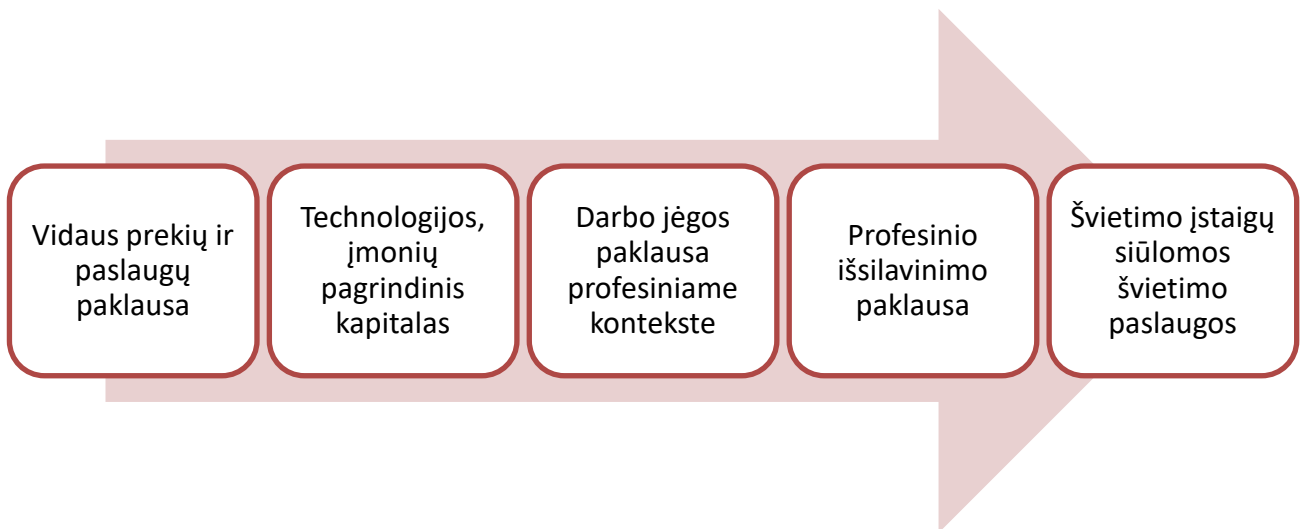 Vidaus prekių ir
paslaugų
paklausa
Technologijos,
įmonių
pagrindinis
kapitalas
Darbo jėgos
paklausa
profesiniame
kontekste
Profesinio
išsilavinimo
paklausa
Švietimo įstaigų
siūlomos
švietimo
paslaugos